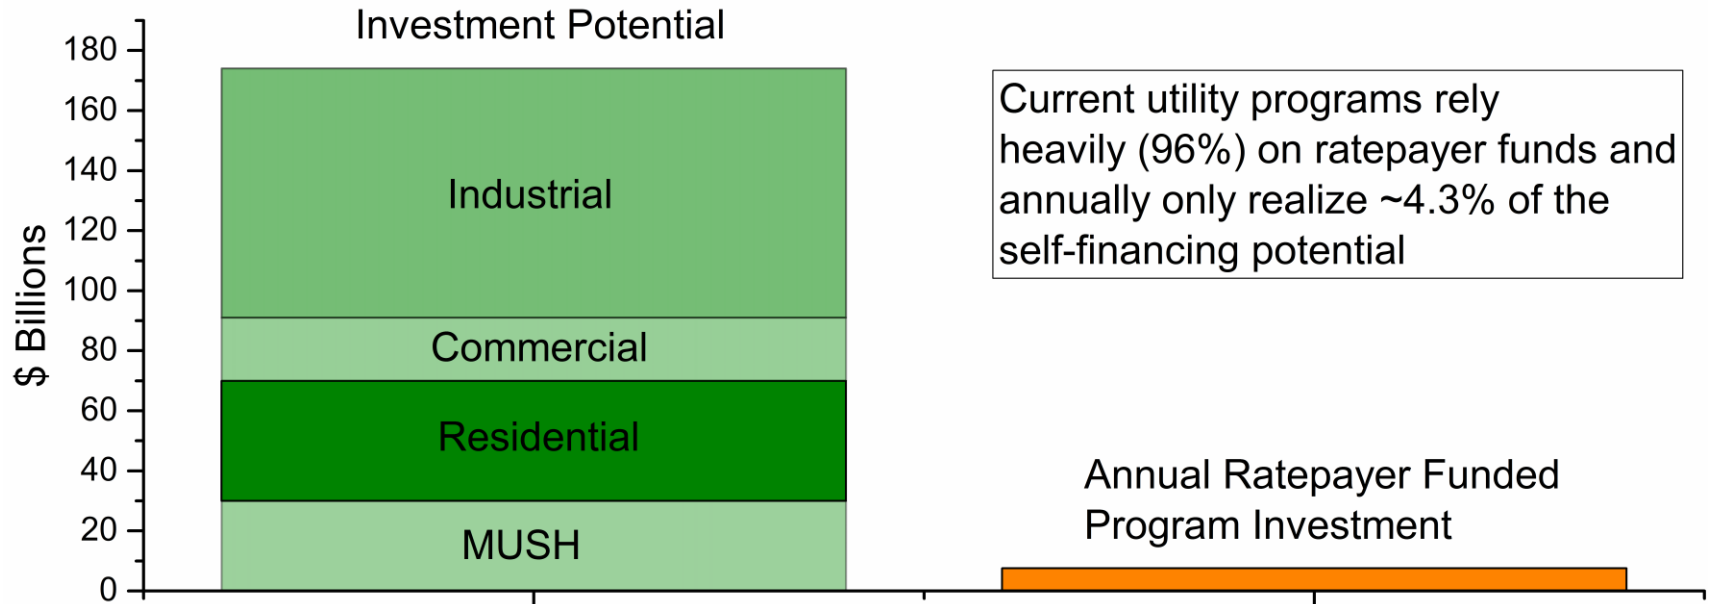 Investment Potential
180
160
140
120
100
80
60
40
20
0
$ Billions
Industrial
Commercial
Residential
MUSH
Current utility programs rely
heavily (96%) on ratepayer funds and
annually only realize ~4.3% of the
self-financing potential
Annual Ratepayer Funded
Program Investment